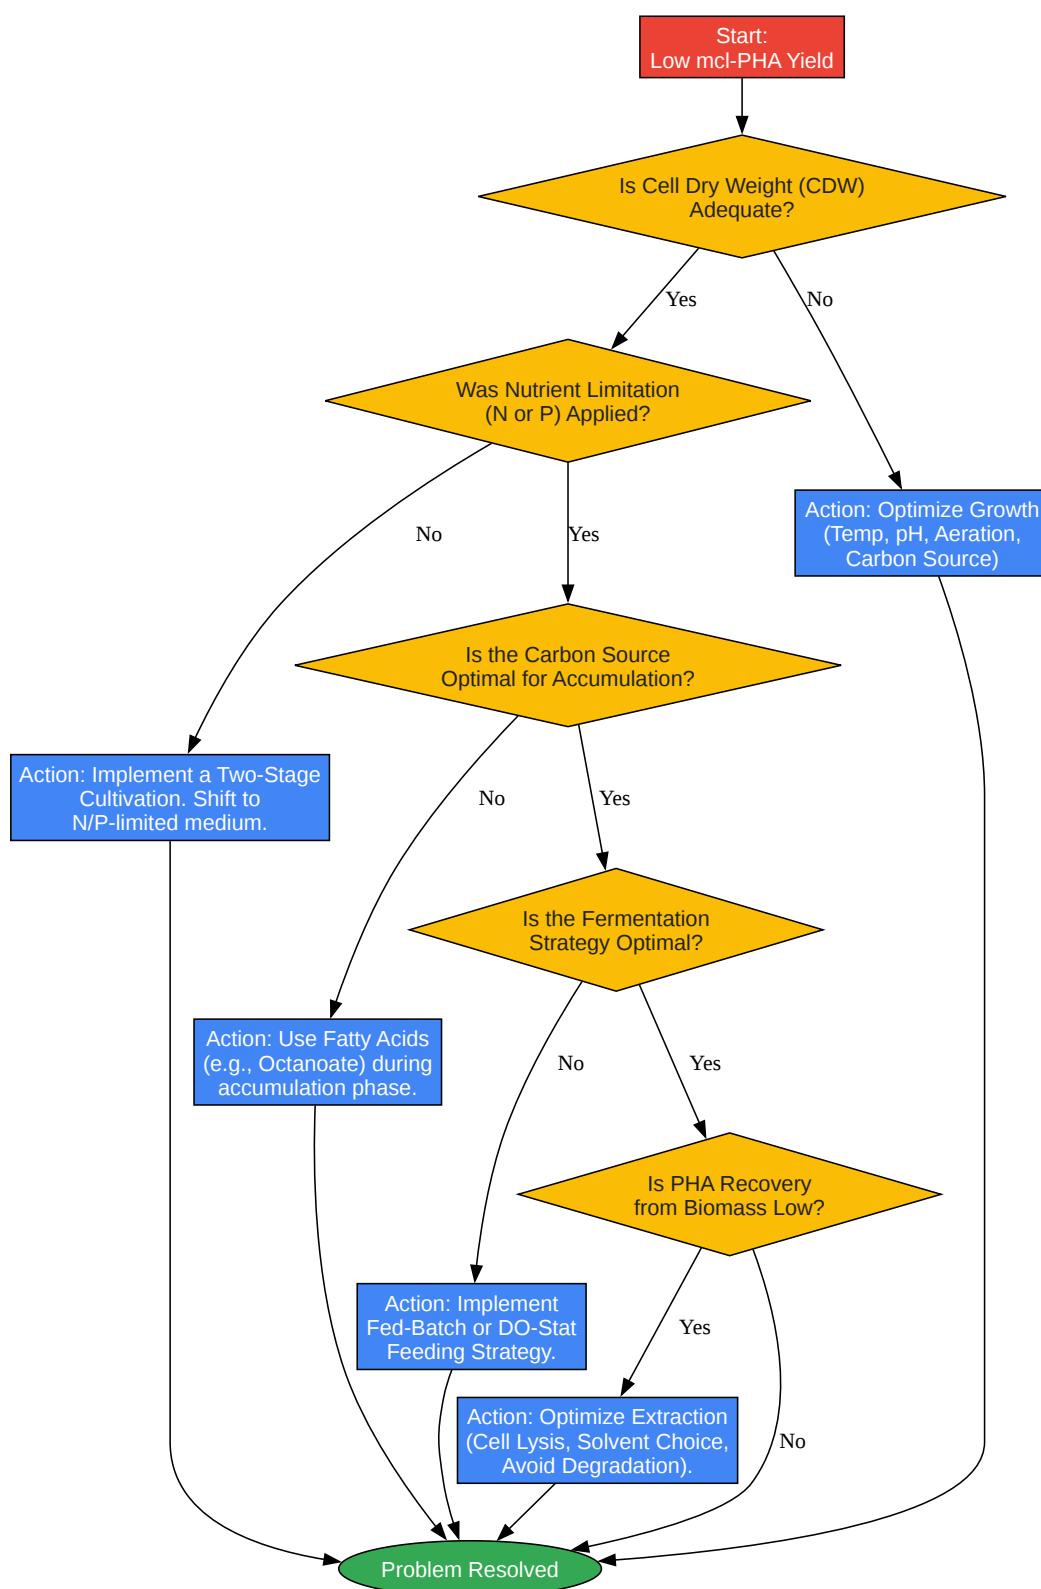 Start:
Low mcl-PHA Yield
Is Cell Dry Weight (CDW)
Adequate?
Yes
No
Was Nutrient Limitation
(N or P) Applied?
No
Yes
Action: Optimize Growth
(Temp, pH, Aeration,
Carbon Source)
Is the Carbon Source
Optimal for Accumulation?
No
Yes
Action: Implement a Two-Stage
Cultivation. Shift to
N/P-limited medium.
Is the Fermentation
Strategy Optimal?
No
Yes
Action: Use Fatty Acids
(e.g., Octanoate) during
accumulation phase.
Is PHA Recovery
from Biomass Low?
Yes
No
Action: Implement
Fed-Batch or DO-Stat
Feeding Strategy.
Action: Optimize Extraction
(Cell Lysis, Solvent Choice,
Avoid Degradation).
Problem Resolved